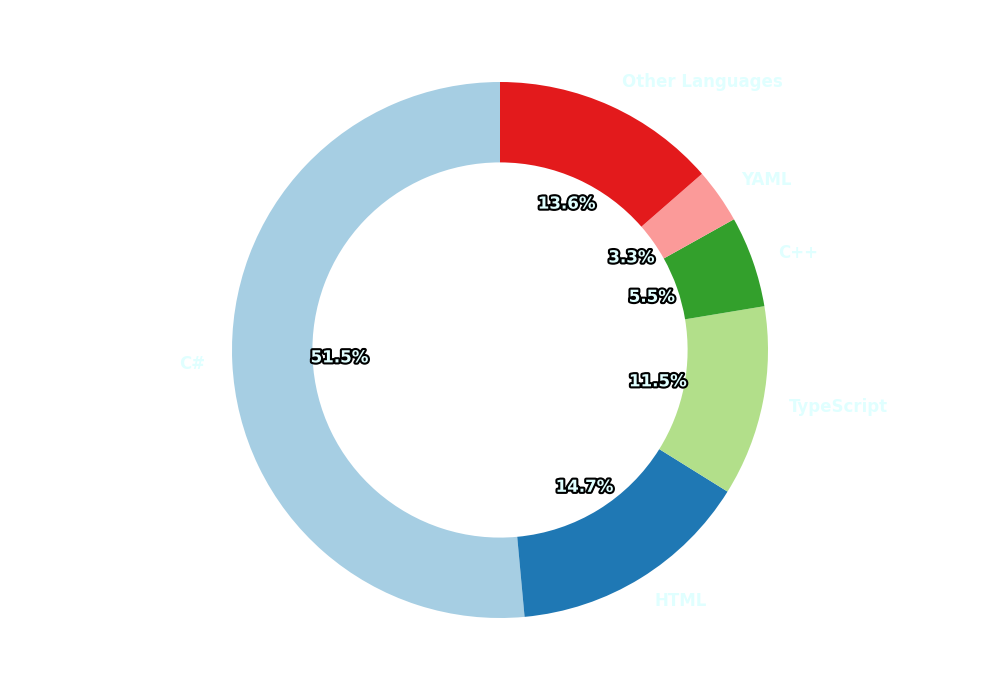 Other Languages
13.6%
YAML
3.3%
C++
5.5%
TypeScript
11.5%
C#
51.5%
HTML
14.7%